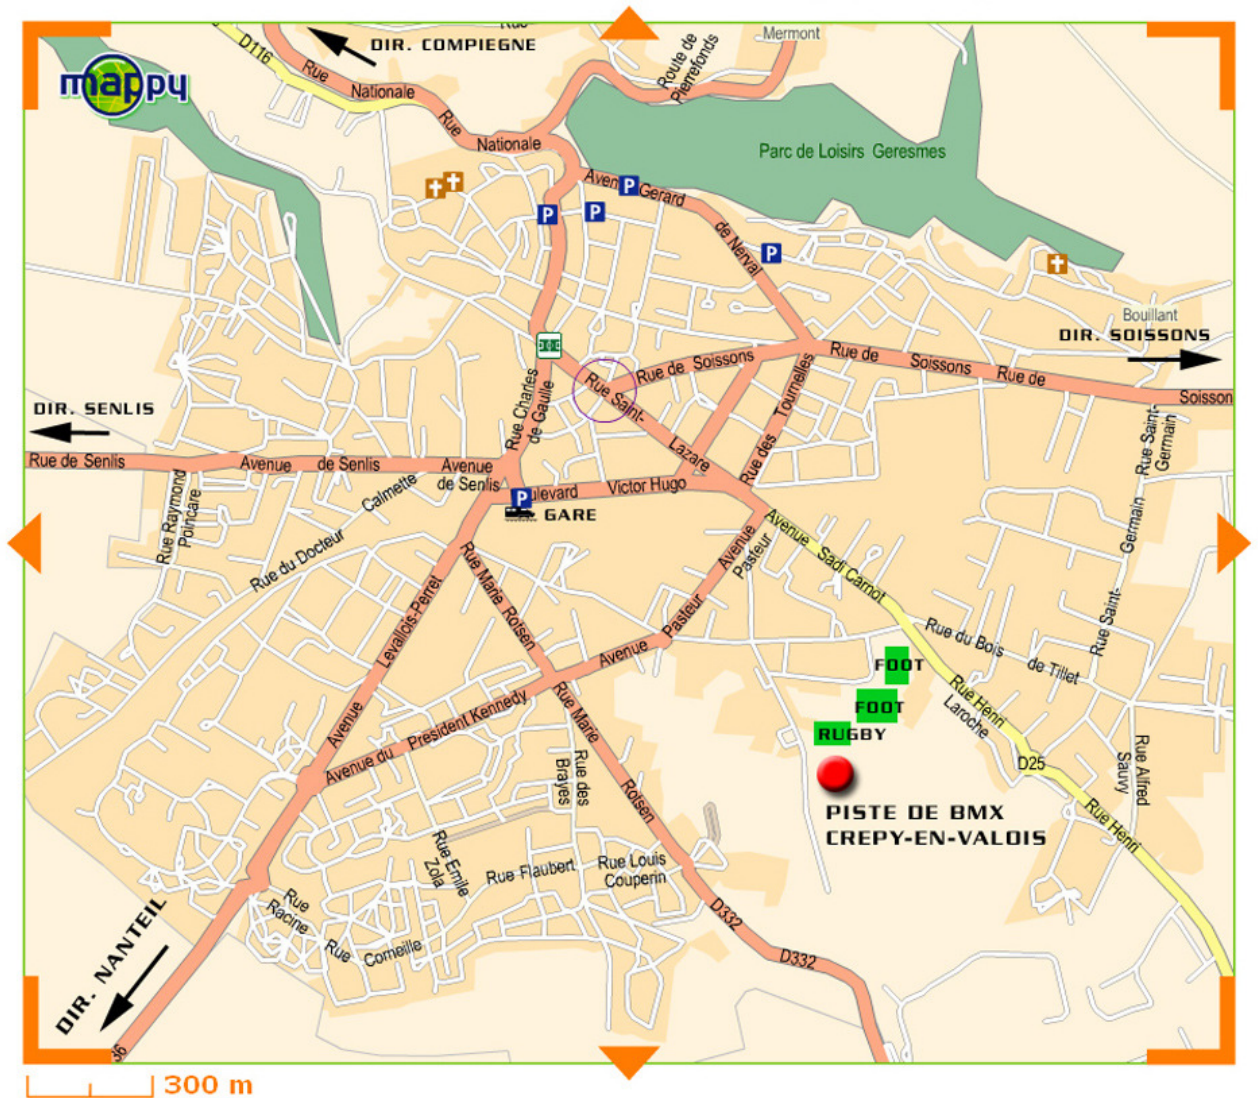 Rue
D116
DIR. COMPIEGNE
Mermont
Route de
Pierrefonds
mappy
Rue
Nationale
Rue
Nationale
Parc de Loisirs Geresmes
P
Gerard
P
P
de Nerval
P
Bouillant
DIR. SOISSONS
Rue de Soissons
Rue de
Soissons
Rue de
Soisson
Rue Charles
de Gaulle
Rue Saint-
Lazare
Rue des Tournelles
DIR. SENLIS
Rue de Senlis
Avenue
de Senlis
Avenue
de Senlis
Rue Saint-
Germain
Germain
Rue Saint-
P
Victor Hugo
GARE
Rue Raymond
Poincare
Calmette
Rue du Docteur
Avenue
Sadi Carnot
Avenue
Pasteur
Pasteur
Rue Marie
Rotsen
Levallois-Perret
Avenue
Avenue
Rue du Bois
de Tillet
FOOT
FOOT
RUGBY
Rue Henri
Laroche
President Kennedy
Avenue du
Rue Marie
Rotsen
Rue des
Brayes
D25
Rue Alfred
Sauvy
Rue Henri
PISTE DE BMX
CREPY-EN-VALOIS
Rue Emile
Zola
Rue Flaubert
Rue Louis
Couperin
Rue
Racine
Rue
Corneille
D332
D332
DIR. NANTEIL
300 m